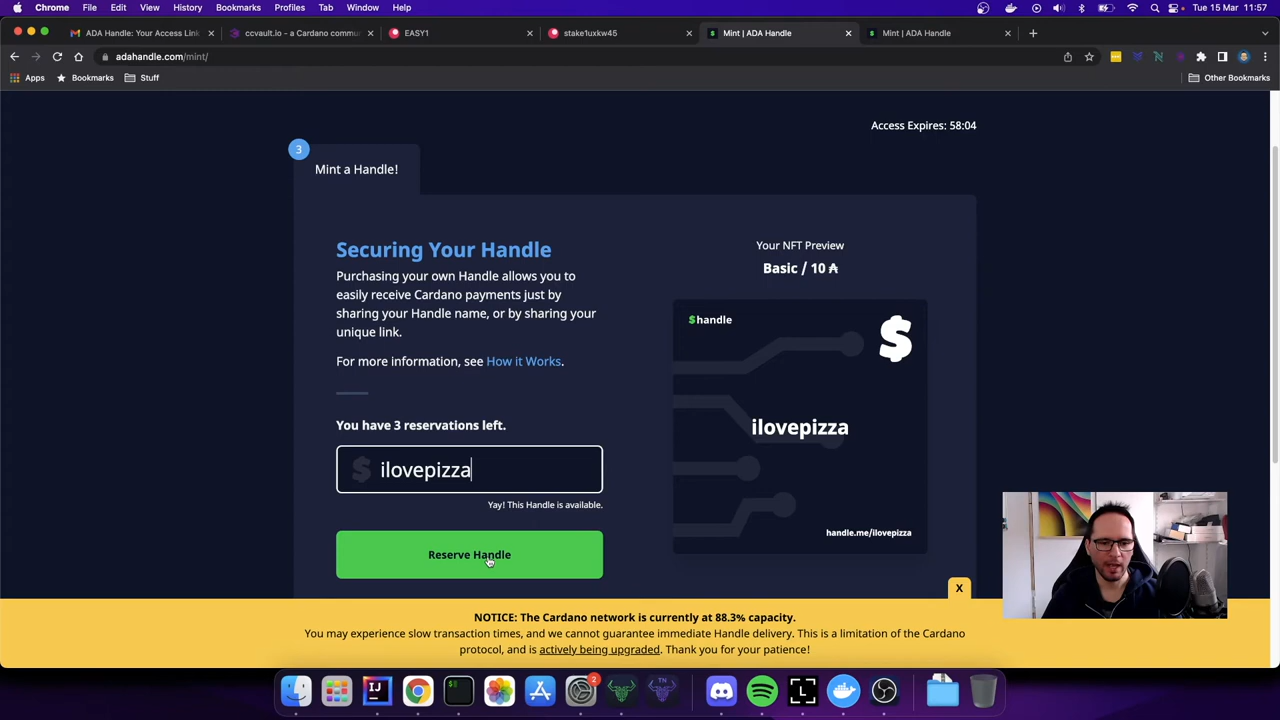 Chrome File Edit View History Bookmarks Profiles Tab Window Help Tue 15 Mar 11:57
ADA Handle: Your Access Link
ccvault.io - a Cardano commu
EASY1
stake1uxkw45
Mint | ADA Handle
Mint | ADA Handle
adahandle.com/mint/
Apps Bookmarks Stuff Other Bookmarks
Access Expires: 58:04
3
Mint a Handle!
Securing Your Handle
Purchasing your own Handle allows you to
easily receive Cardano payments just by
sharing your Handle name, or by sharing your
unique link.
For more information, see How it Works.
You have 3 reservations left.
$ ilovepizza
Yay! This Handle is available.
Reserve Handle
Your NFT Preview
Basic / 10 ₳
$handle
$
ilovepizza
handle.me/ilovepizza
X
NOTICE: The Cardano network is currently at 88.3% capacity.
You may experience slow transaction times, and we cannot guarantee immediate Handle delivery. This is a limitation of the Cardano
protocol, and is actively being upgraded. Thank you for your patience!
2
TN